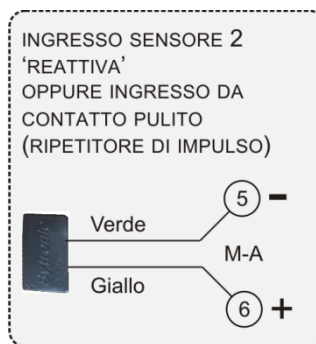 INGRESSO SENSORE 2
'REATTIVA'
OPPURE INGRESSO DA
CONTATTO PULITO
(RIPETITORE DI IMPULSO)
Verde
5 -
M-A
Giallo
6 +